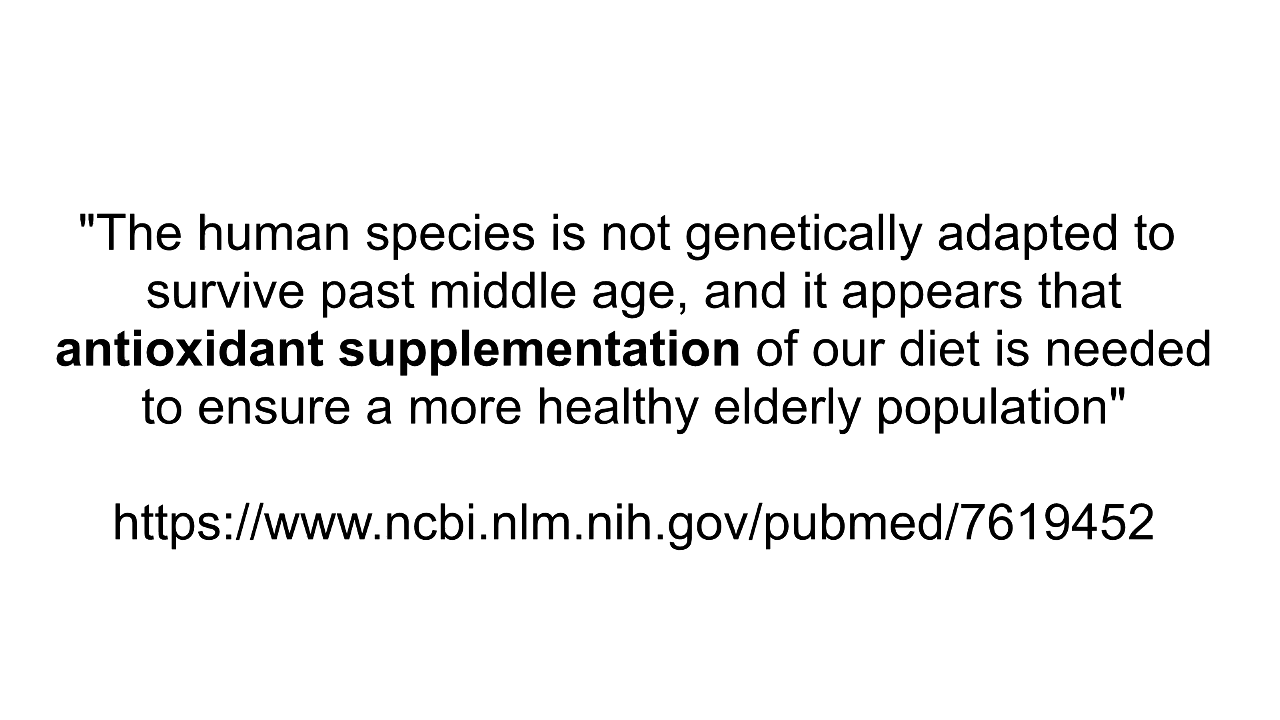 "The human species is not genetically adapted to
survive past middle age, and it appears that
antioxidant supplementation of our diet is needed
to ensure a more healthy elderly population"
https://www.ncbi.nlm.nih.gov/pubmed/7619452